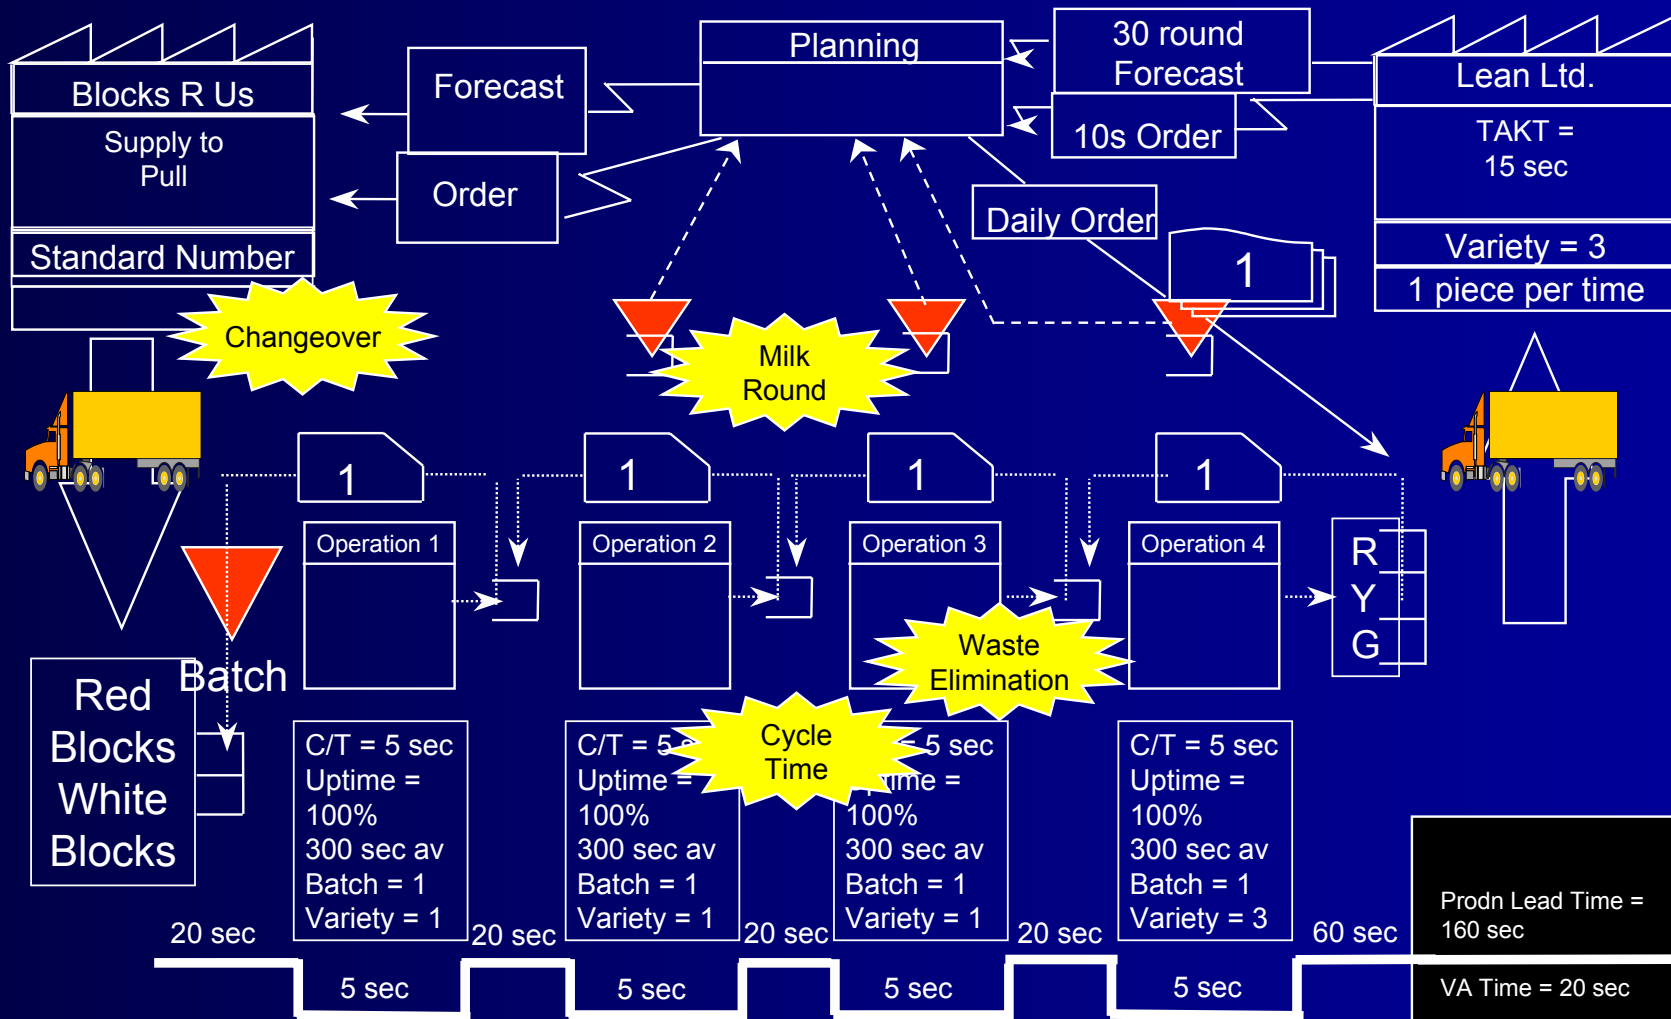 Blocks R Us
Supply to
Pull
Standard Number
Forecast
Order
Planning
30 round
Forecast
10s Order
Daily Order
Lean Ltd.
TAKT =
15 sec
Variety = 3
1 piece per time
1
Changeover
Milk
Round
1
1
1
1
Operation 1
Operation 2
Operation 3
Operation 4
R
Y
G
Batch
Red
Blocks
White
Blocks
Waste
Elimination
Cycle
Time
C/T = 5 sec
Uptime =
100%
300 sec av
Batch = 1
Variety = 1
C/T = 5
Uptime =
100%
300 sec av
Batch = 1
Variety = 1
= 5 sec
Uptime =
100%
300 sec av
Batch = 1
Variety = 1
C/T = 5 sec
Uptime =
100%
300 sec av
Batch = 1
Variety = 3
20 sec
20 sec
20 sec
20 sec
60 sec
5 sec
5 sec
5 sec
5 sec
Prodn Lead Time =
160 sec
VA Time = 20 sec